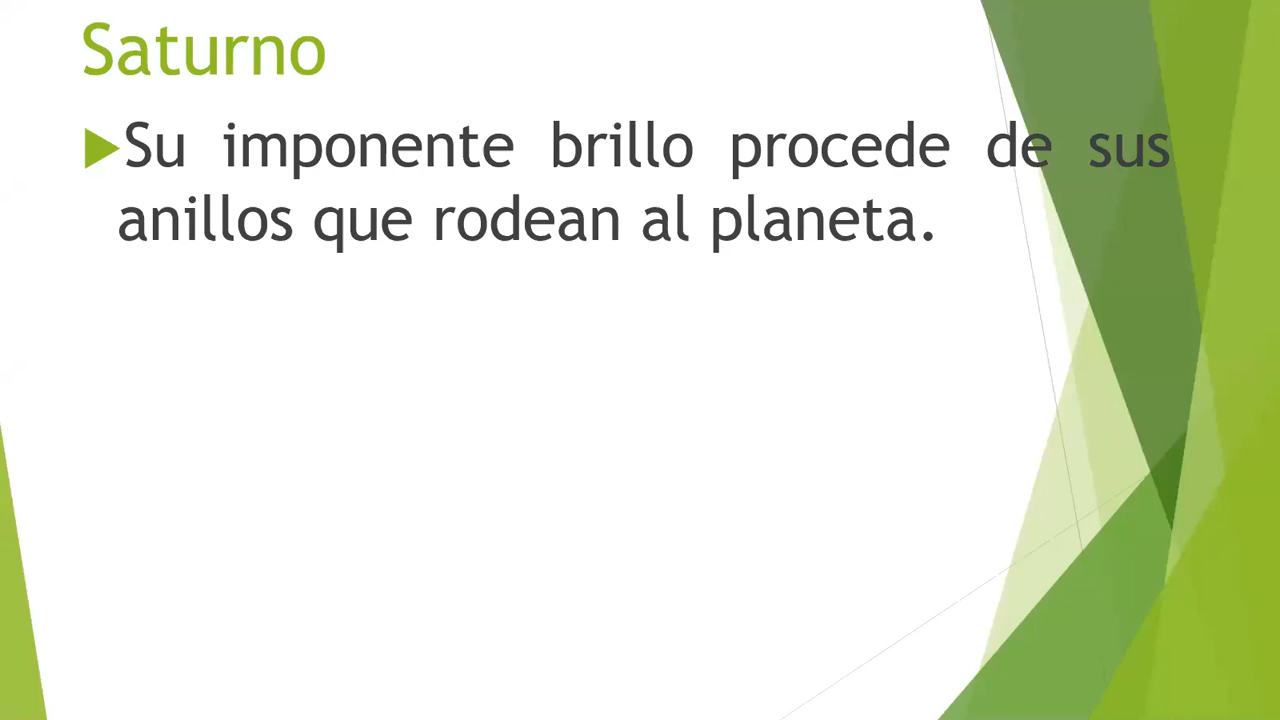 Saturno
Su imponente brillo procede de sus
anillos que rodean al planeta.